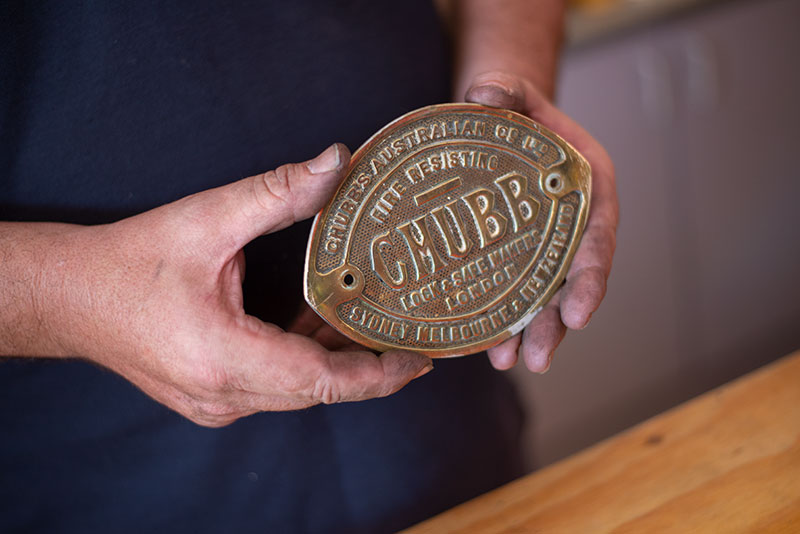 CHUBB'S AUSTRALIAN CO. LTD.
FIRE RESISTING
CHUBB
LOCK & SAFE MAKERS
LONDON
SYDNEY. MELBOURNE. & NEW ZEALAND